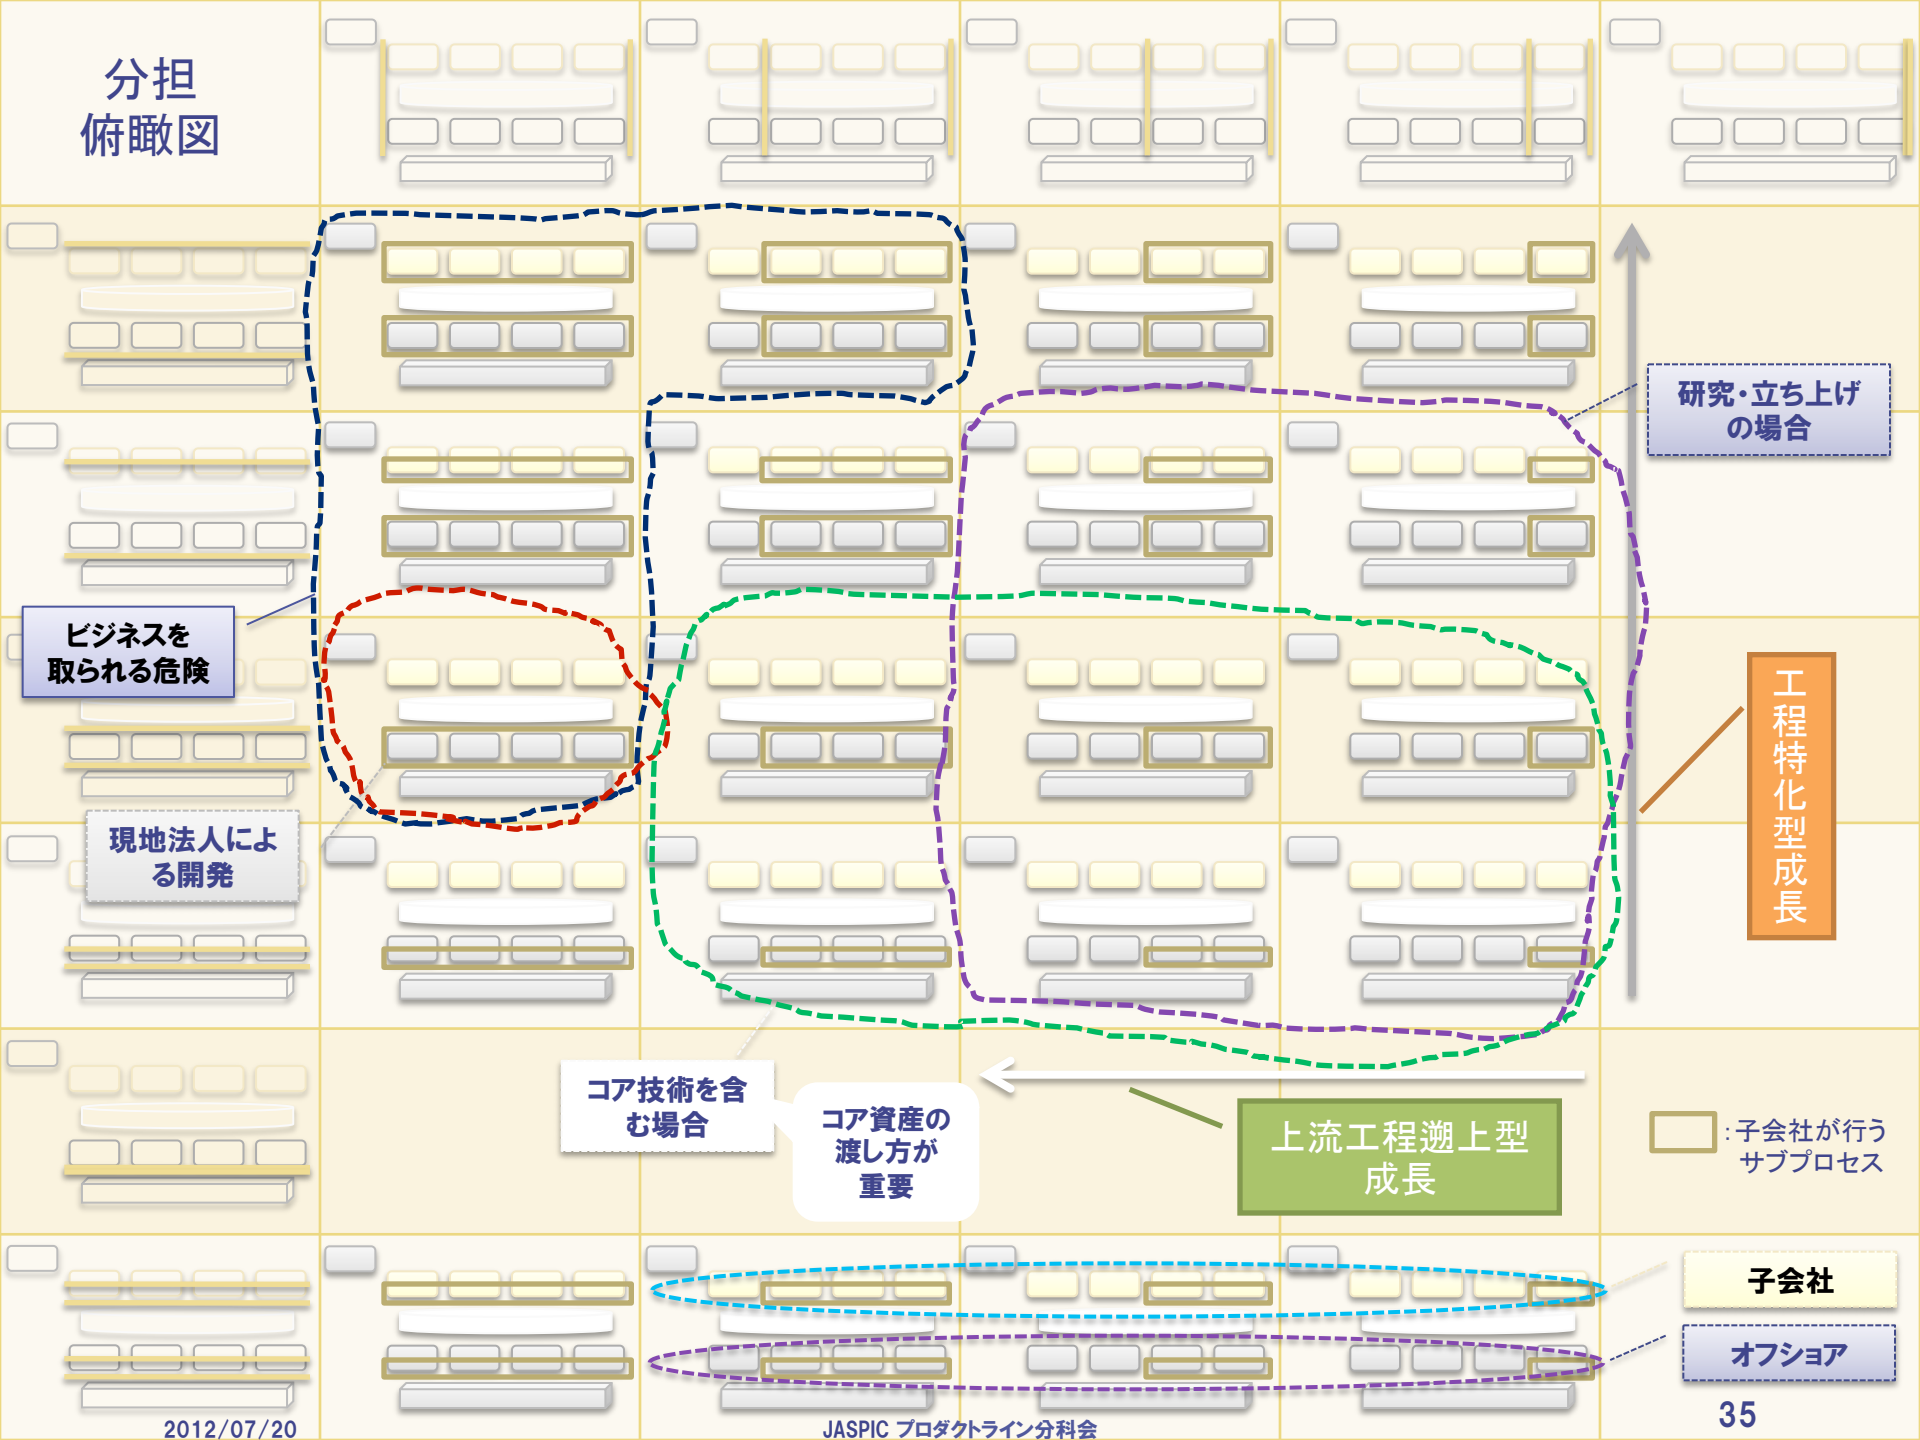 分担
俯瞰図
研究・立ち上げ
の場合
ビジネスを
取られる危険
工程特化型成長
現地法人によ
る開発
コア技術を含
む場合
コア資産の
渡し方が
重要
上流工程遡上型
成長
:子会社が行う
サブプロセス
子会社
オフショア
2012/07/20
JASPIC プロダクトライン分科会
35